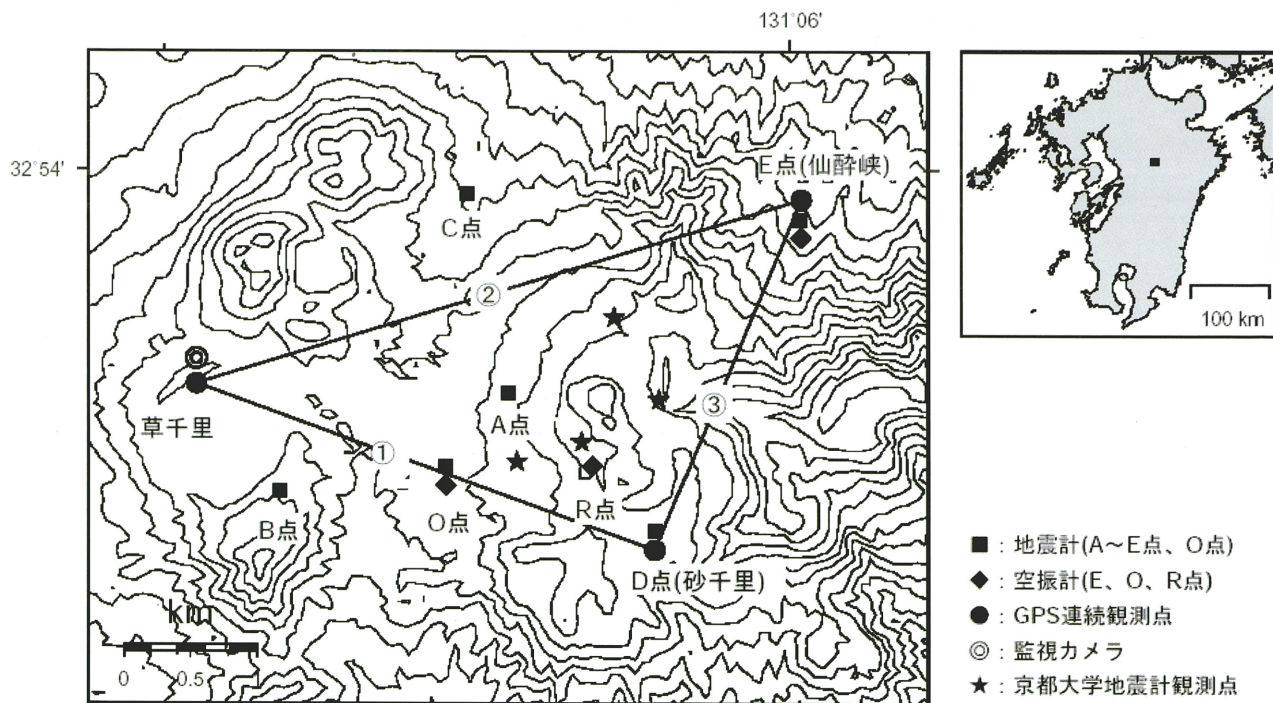 131°06'
32°54'
E点(仙酔峡)
C点
②
草千里
A点
③
①
R点
B点
O点
D点(砂千里)
km
0 0.5
100 km
■ : 地震計(A～E点、O点)
◆ : 空振計(E、O、R点)
● : GPS連続観測点
◎ : 監視カメラ
★ : 京都大学地震計観測点